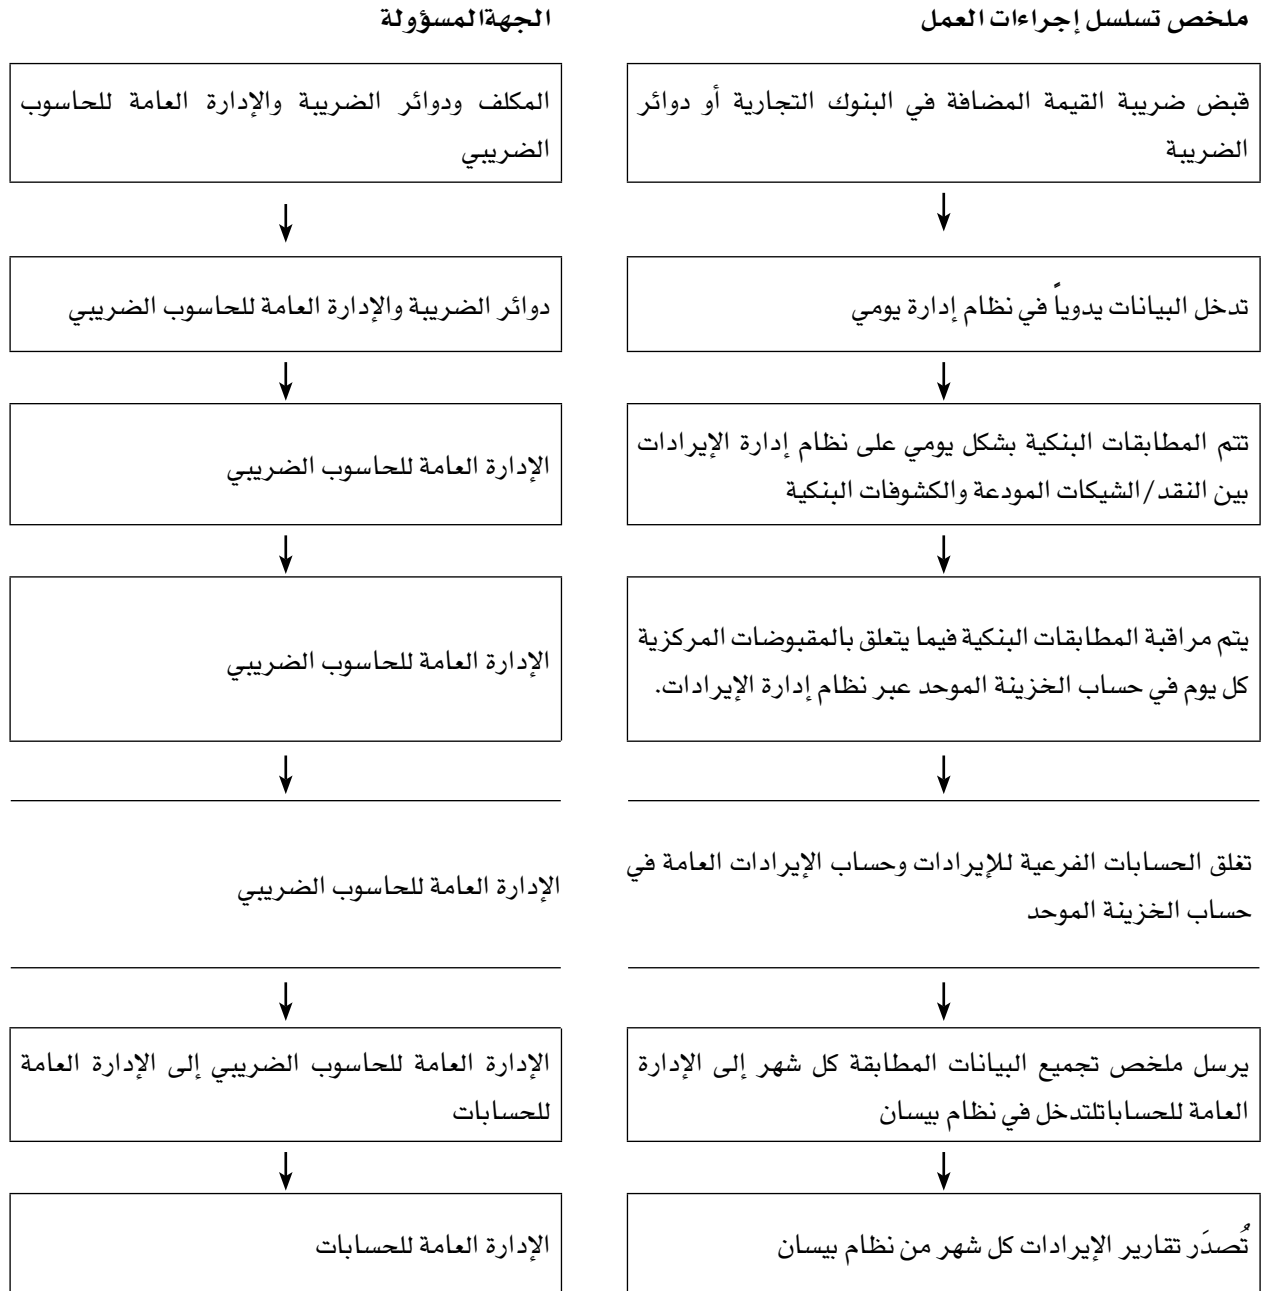 ملخص تسلسل إجراءات العمل
الجهةالمسؤولة
قبض ضريبة القيمة المضافة في البنوك التجارية أو دوائر
الضريبة
المكلف ودوائر الضريبة والإدارة العامة للحاسوب
الضريبي
تدخل البيانات يدوياً في نظام إدارة يومي
دوائر الضريبة والإدارة العامة للحاسوب الضريبي
تتم المطابقات البنكية بشكل يومي على نظام إدارة الإيرادات
بين النقد/الشيكات المودعة والكشوفات البنكية
الإدارة العامة للحاسوب الضريبي
يتم مراقبة المطابقات البنكية فيما يتعلق بالمقبوضات المركزية
كل يوم في حساب الخزينة الموحد عبر نظام إدارة الإيرادات.
الإدارة العامة للحاسوب الضريبي
تغلق الحسابات الفرعية للإيرادات وحساب الإيرادات العامة في
حساب الخزينة الموحد
الإدارة العامة للحاسوب الضريبي
يرسل ملخص تجميع البيانات المطابقة كل شهر إلى الإدارة
العامة للحساباتلتدخل في نظام بيسان
الإدارة العامة للحاسوب الضريبي إلى الإدارة العامة
للحسابات
تُصدَر تقارير الإيرادات كل شهر من نظام بيسان
الإدارة العامة للحسابات